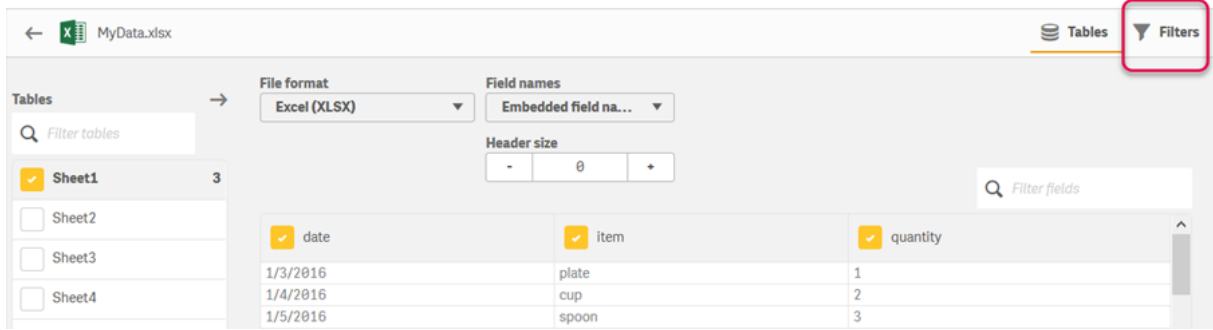 MyData.xlsx
Tables
Filters
Tables
Filter tables
Sheet1 3
Sheet2
Sheet3
Sheet4
File format
Excel (XLSX)
Field names
Embedded field na...
Header size
- 0 +
Filter fields
date item quantity
1/3/2016 plate 1
1/4/2016 cup 2
1/5/2016 spoon 3